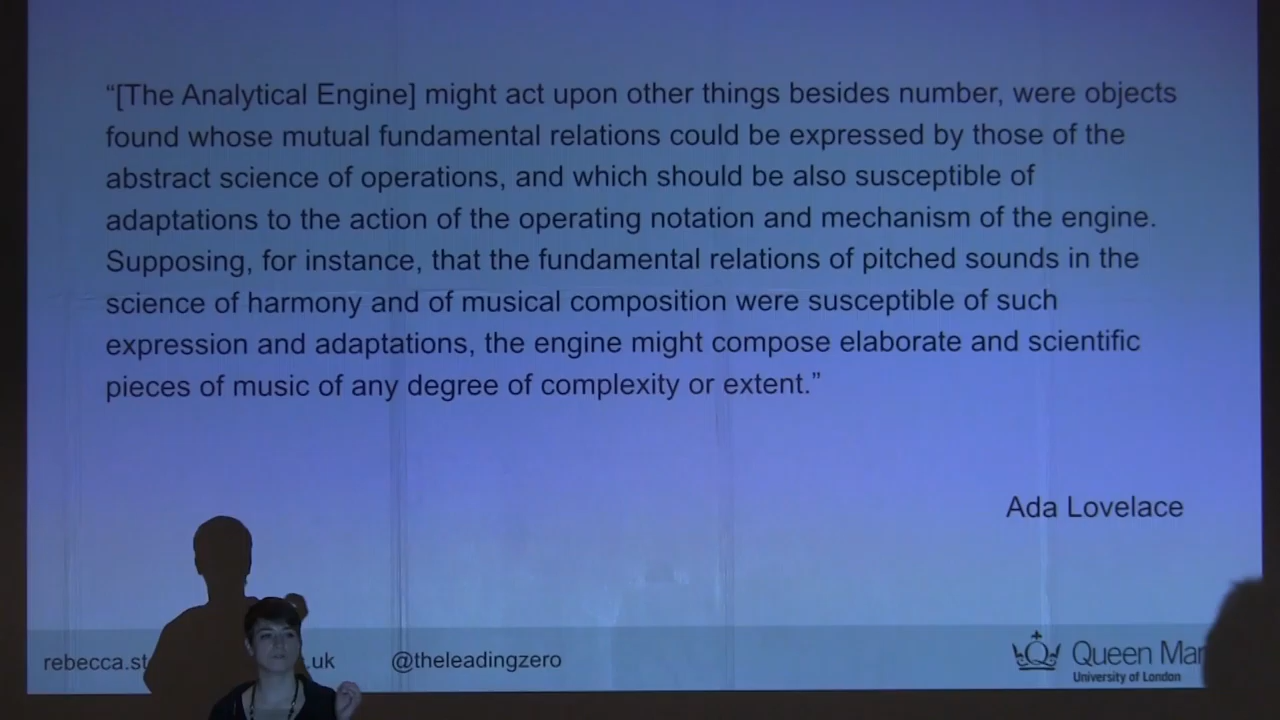 “[The Analytical Engine] might act upon other things besides number, were objects
found whose mutual fundamental relations could be expressed by those of the
abstract science of operations, and which should be also susceptible of
adaptations to the action of the operating notation and mechanism of the engine.
Supposing, for instance, that the fundamental relations of pitched sounds in the
science of harmony and of musical composition were susceptible of such
expression and adaptations, the engine might compose elaborate and scientific
pieces of music of any degree of complexity or extent.”
Ada Lovelace
rebecca.st .uk @theleadingzero
Queen Mar
University of London